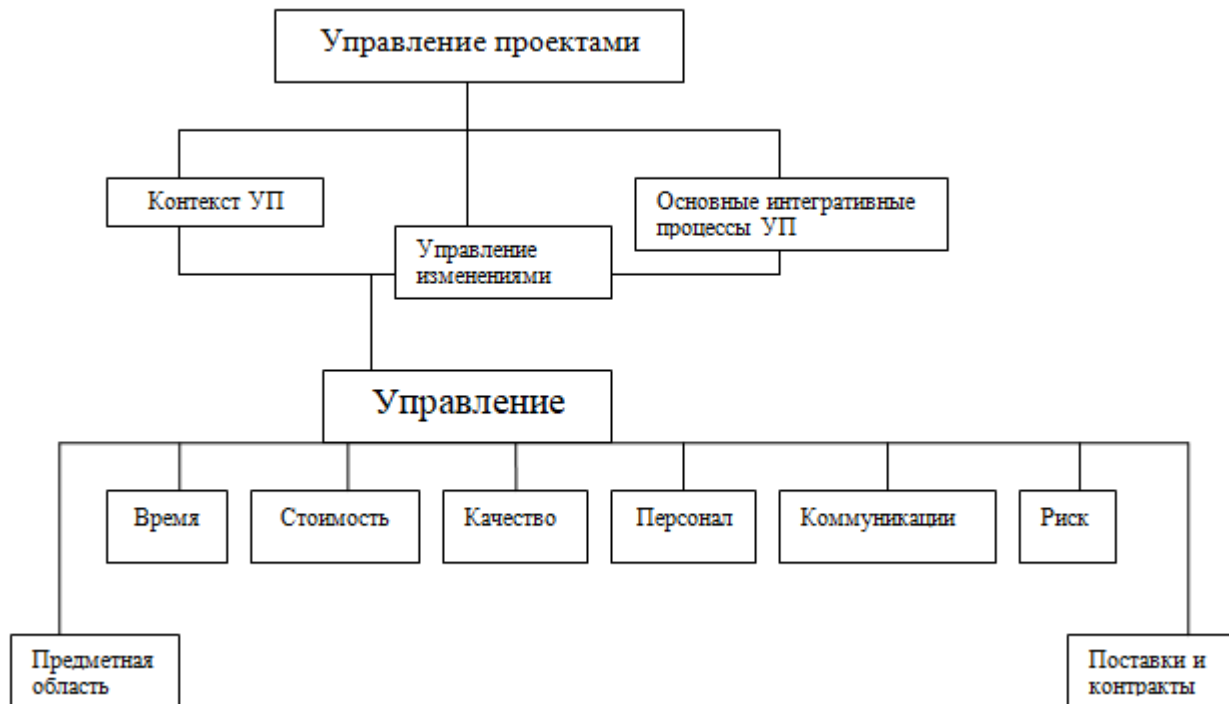 Управление проектами
Контекст УП
Основные интегративные
процессы УП
Управление
изменениями
Управление
Время
Стоимость
Качество
Персонал
Коммуникации
Риск
Предметная
область
Поставки и
контракты